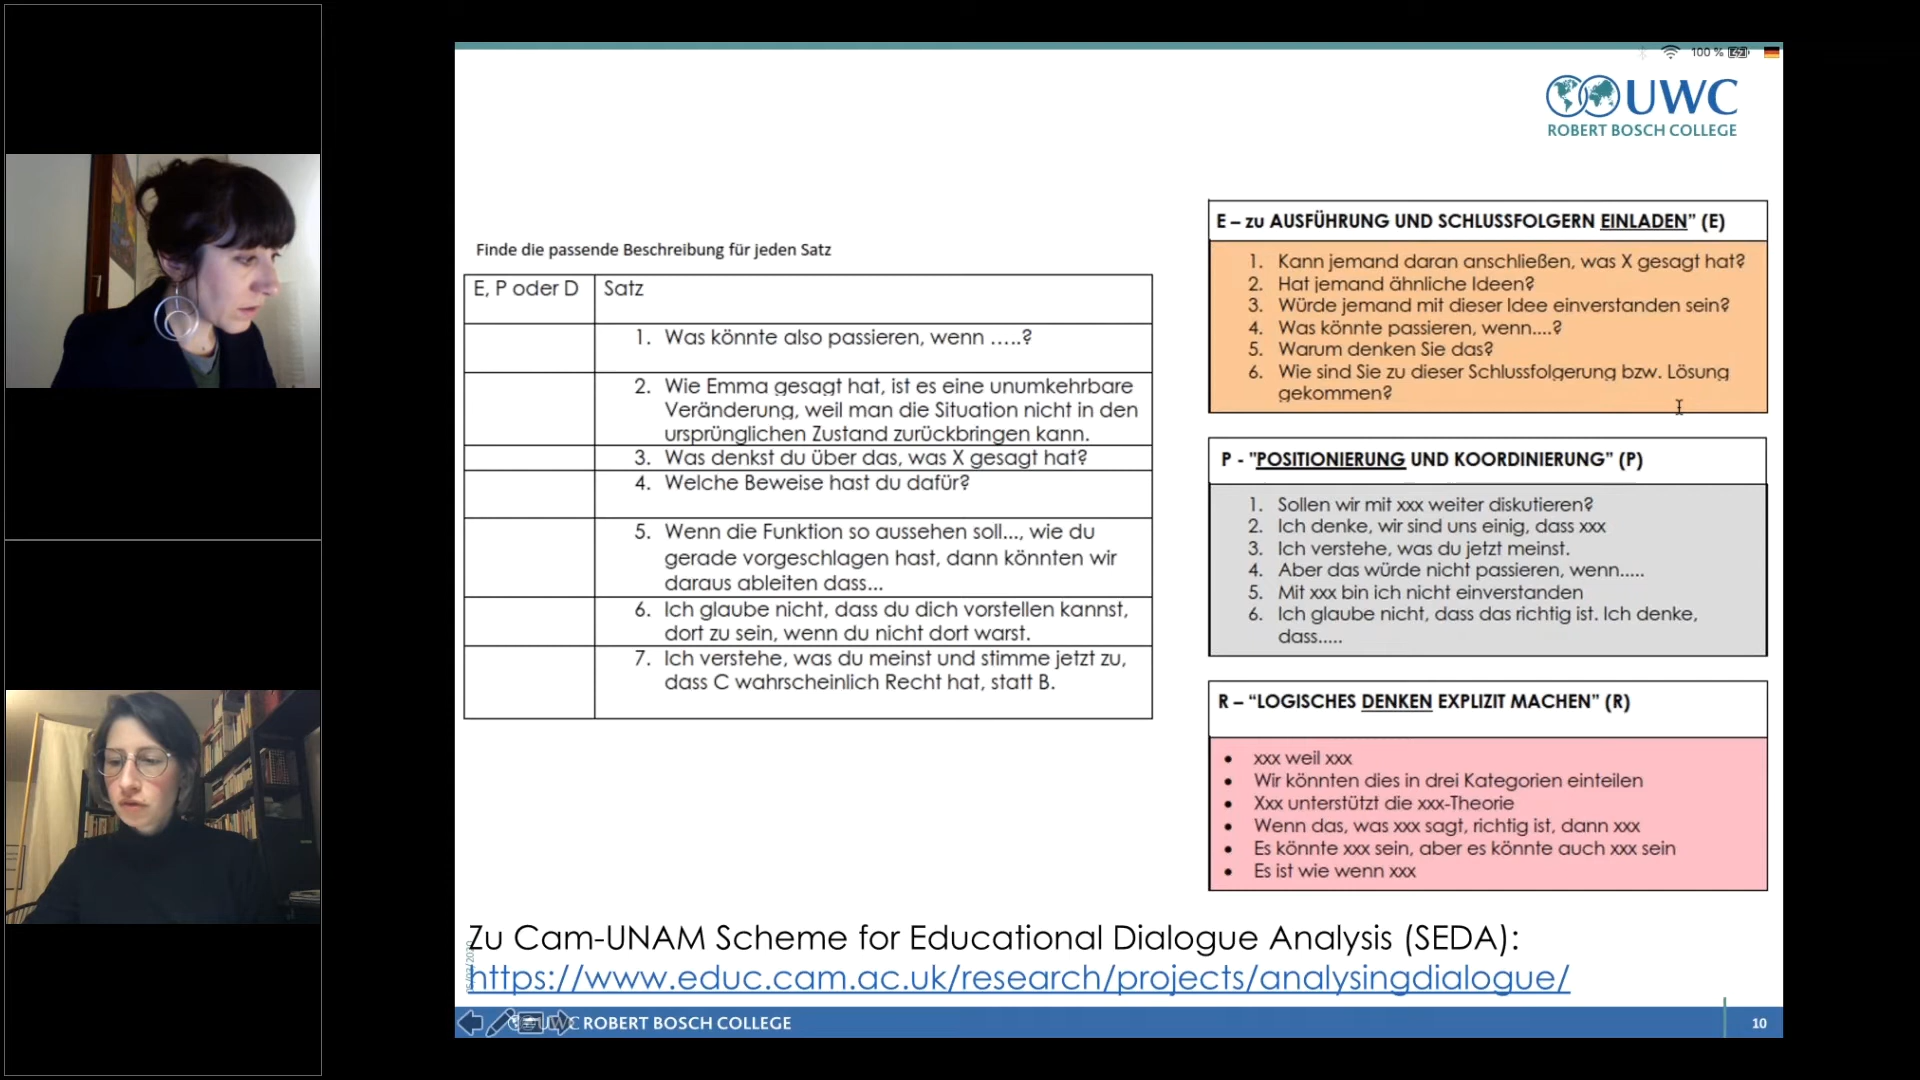 100 %
UWC
ROBERT BOSCH COLLEGE
Finde die passende Beschreibung für jeden Satz
E, P oder D
Satz
1. Was könnte also passieren, wenn …..?
2. Wie Emma gesagt hat, ist es eine unumkehrbare
Veränderung, weil man die Situation nicht in den
ursprünglichen Zustand zurückbringen kann.
3. Was denkst du über das, was X gesagt hat?
4. Welche Beweise hast du dafür?
5. Wenn die Funktion so aussehen soll..., wie du
gerade vorgeschlagen hast, dann könnten wir
daraus ableiten dass...
6. Ich glaube nicht, dass du dich vorstellen kannst,
dort zu sein, wenn du nicht dort warst.
7. Ich verstehe, was du meinst und stimme jetzt zu,
dass C wahrscheinlich Recht hat, statt B.
E – zu AUSFÜHRUNG UND SCHLUSSFOLGERN EINLADEN” (E)
1. Kann jemand daran anschließen, was X gesagt hat?
2. Hat jemand ähnliche Ideen?
3. Würde jemand mit dieser Idee einverstanden sein?
4. Was könnte passieren, wenn....?
5. Warum denken Sie das?
6. Wie sind Sie zu dieser Schlussfolgerung bzw. Lösung
gekommen?
P - "POSITIONIERUNG UND KOORDINIERUNG” (P)
1. Sollen wir mit xxx weiter diskutieren?
2. Ich denke, wir sind uns einig, dass xxx
3. Ich verstehe, was du jetzt meinst.
4. Aber das würde nicht passieren, wenn.....
5. Mit xxx bin ich nicht einverstanden
6. Ich glaube nicht, dass das richtig ist. Ich denke,
dass.....
R – “LOGISCHES DENKEN EXPLIZIT MACHEN” (R)
• xxx weil xxx
• Wir könnten dies in drei Kategorien einteilen
• Xxx unterstützt die xxx-Theorie
• Wenn das, was xxx sagt, richtig ist, dann xxx
• Es könnte xxx sein, aber es könnte auch xxx sein
• Es ist wie wenn xxx
Zu Cam-UNAM Scheme for Educational Dialogue Analysis (SEDA):
https://www.educ.cam.ac.uk/research/projects/analysingdialogue/
UWC ROBERT BOSCH COLLEGE
10